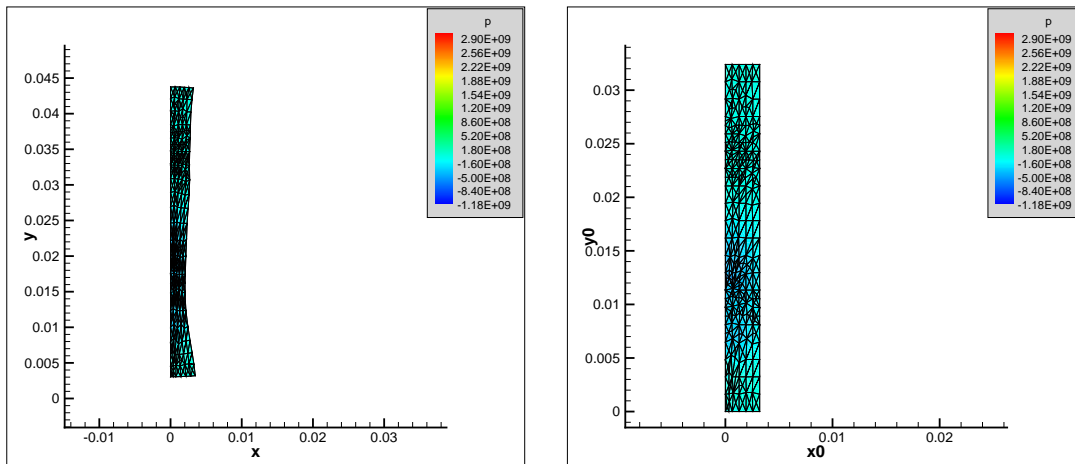 p
2.90E+09
2.56E+09
2.22E+09
1.88E+09
1.54E+09
1.20E+09
8.60E+08
5.20E+08
1.80E+08
-1.60E+08
-5.00E+08
-8.40E+08
-1.18E+09
0.045
0.04
0.035
0.03
0.025
0.02
0.015
0.01
0.005
0
y
-0.01 0 0.01 0.02 0.03
x
p
2.90E+09
2.56E+09
2.22E+09
1.88E+09
1.54E+09
1.20E+09
8.60E+08
5.20E+08
1.80E+08
-1.60E+08
-5.00E+08
-8.40E+08
-1.18E+09
0.03
0.025
0.02
0.015
0.01
0.005
0
y0
0 0.01 0.02
x0